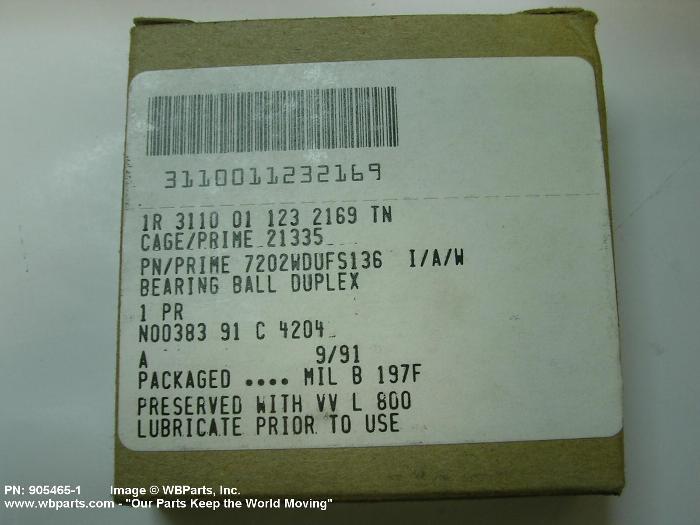 3110011232169
1R 3110 01 123 2169 TN
CAGE/PRIME 21335
PN/PRIME 7202WDUFS136 I/A/W
BEARING BALL DUPLEX
1 PR
N00383 91 C 4204
A 9/91
PACKAGED .... MIL B 197F
PRESERVED WITH VV L 800
LUBRICATE PRIOR TO USE
PN: 905465-1 Image © WBParts, Inc.
www.wbparts.com - "Our Parts Keep the World Moving"